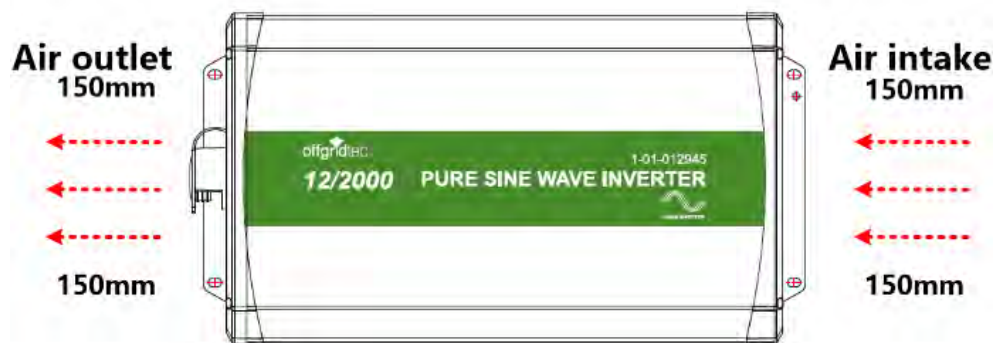 Air outlet
150mm
Air intake
150mm
offgridtec
1-01-012945
12/2000 PURE SINE WAVE INVERTER
150mm
150mm